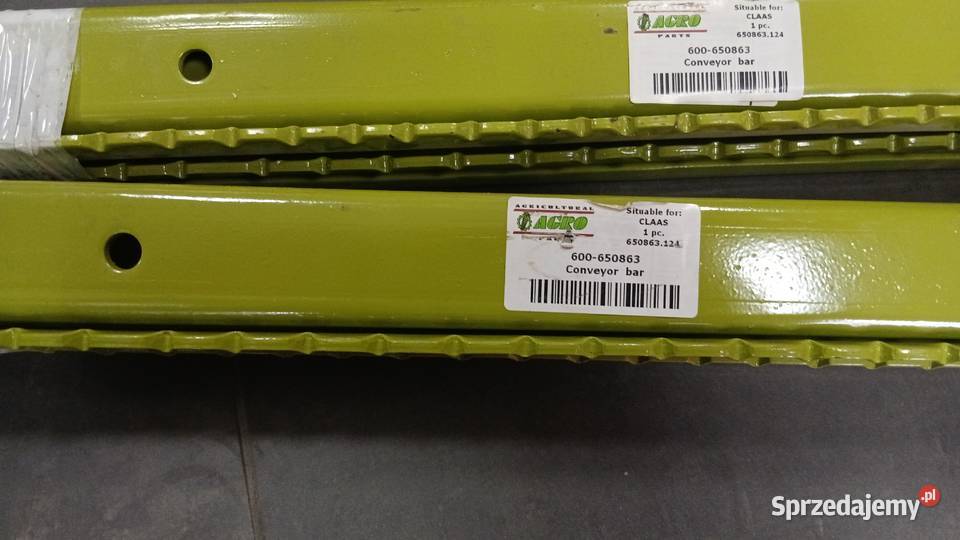 AGRO
PARTS
Situable for:
CLAAS
1 pc.
650863.124
600-650863
Conveyor bar
AGRICULTURAL
AGRO
Situable for:
CLAAS
1 pc.
650863.124
600-650863
Conveyor bar
Sprzedajemy.pl